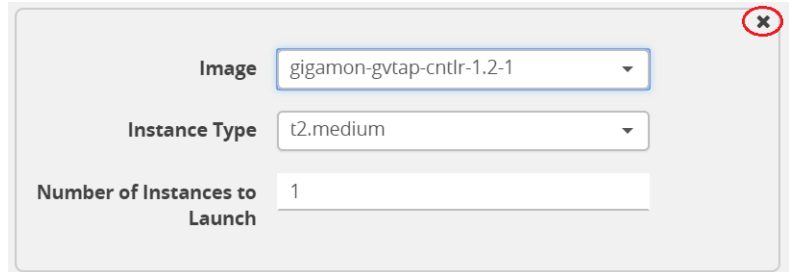 Image gigamon-gvtap-cntlr-1.2-1
Instance Type t2.medium
Number of Instances to 1
Launch